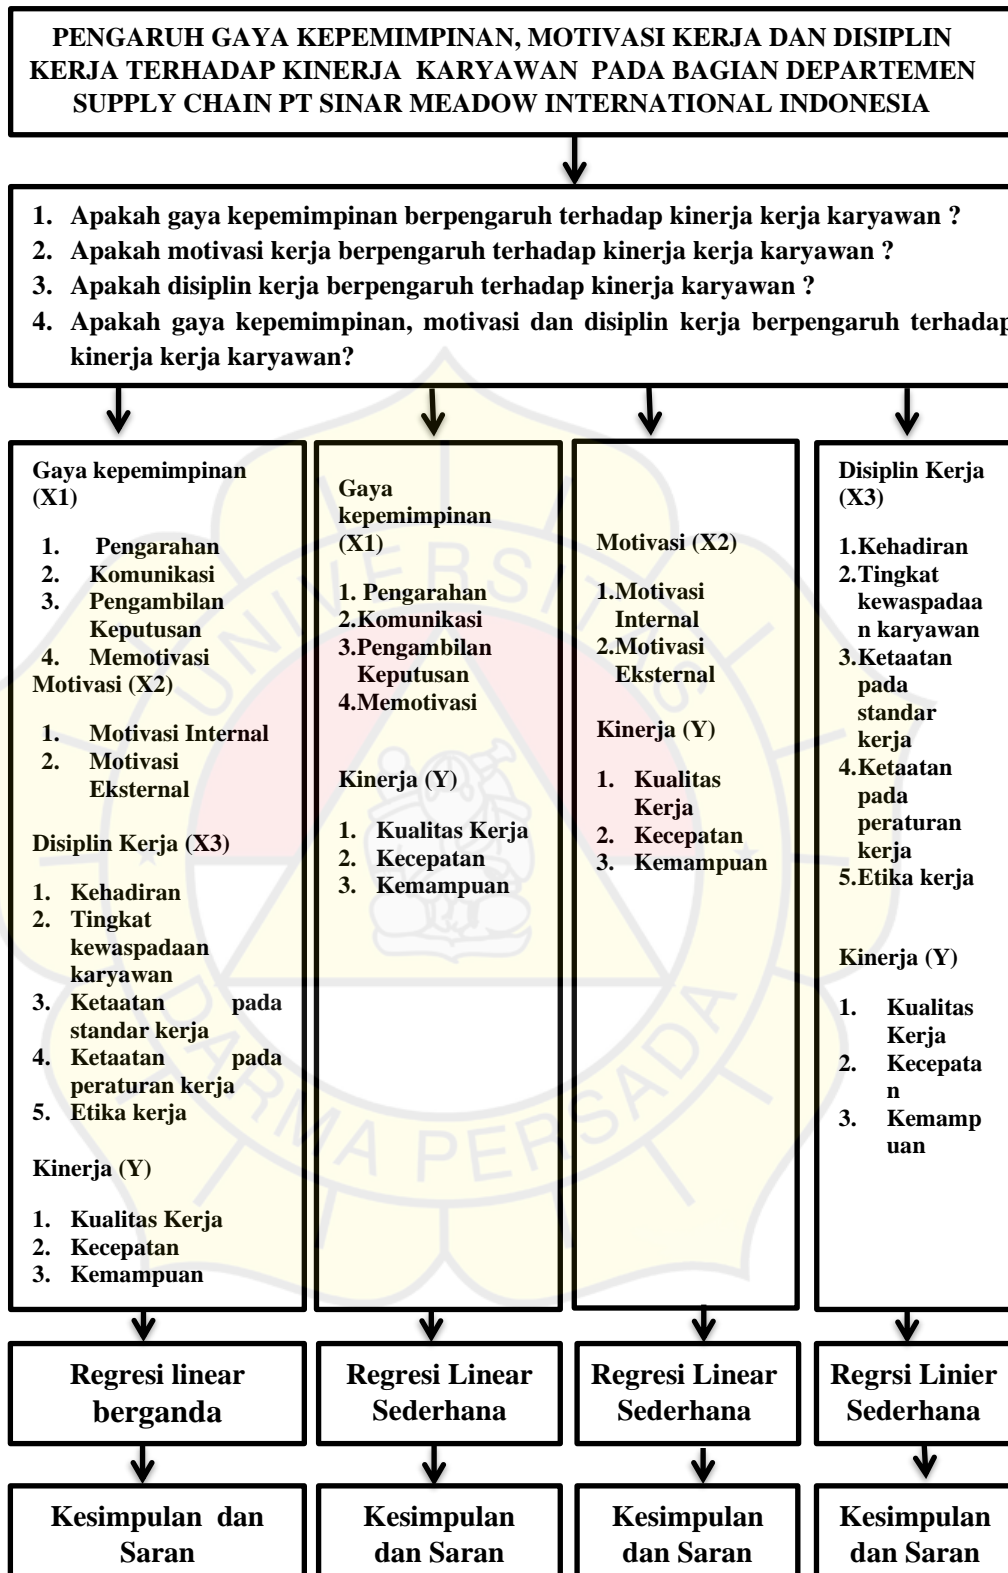 PENGARUH GAYA KEPEMIMPINAN, MOTIVASI KERJA DAN DISIPLIN
KERJA TERHADAP KINERJA KARYAWAN PADA BAGIAN DEPARTEMEN
SUPPLY CHAIN PT SINAR MEADOW INTERNATIONAL INDONESIA
1. Apakah gaya kepemimpinan berpengaruh terhadap kinerja kerja karyawan ?
2. Apakah motivasi kerja berpengaruh terhadap kinerja kerja karyawan ?
3. Apakah disiplin kerja berpengaruh terhadap kinerja karyawan ?
4. Apakah gaya kepemimpinan, motivasi dan disiplin kerja berpengaruh terhadap
kinerja kerja karyawan?
Gaya kepemimpinan
(X1)
1. Pengarahan
2. Komunikasi
3. Pengambilan
Keputusan
4. Memotivasi
Motivasi (X2)
1. Motivasi Internal
2. Motivasi
Eksternal
Disiplin Kerja (X3)
1. Kehadiran
2. Tingkat
kewaspadaan
karyawan
3. Ketaatan pada
standar kerja
4. Ketaatan pada
peraturan kerja
5. Etika kerja
Kinerja (Y)
1. Kualitas Kerja
2. Kecepatan
3. Kemampuan
Gaya
kepemimpinan
(X1)
1. Pengarahan
2.Komunikasi
3.Pengambilan
Keputusan
4.Memotivasi
Kinerja (Y)
1. Kualitas Kerja
2. Kecepatan
3. Kemampuan
Motivasi (X2)
1.Motivasi
Internal
2.Motivasi
Eksternal
Kinerja (Y)
1. Kualitas
Kerja
2. Kecepatan
3. Kemampuan
Disiplin Kerja
(X3)
1.Kehadiran
2.Tingkat
kewaspadaa
n karyawan
3.Ketaatan
pada
standar
kerja
4.Ketaatan
pada
peraturan
kerja
5.Etika kerja
Kinerja (Y)
1. Kualitas
Kerja
2. Kecepata
n
3. Kemamp
uan
Regresi linear
berganda
Regresi Linear
Sederhana
Regresi Linear
Sederhana
Regrsi Linier
Sederhana
Kesimpulan dan
Saran
Kesimpulan
dan Saran
Kesimpulan
dan Saran
Kesimpulan
dan Saran
UNIVERSITAS
DARMA PERSADA